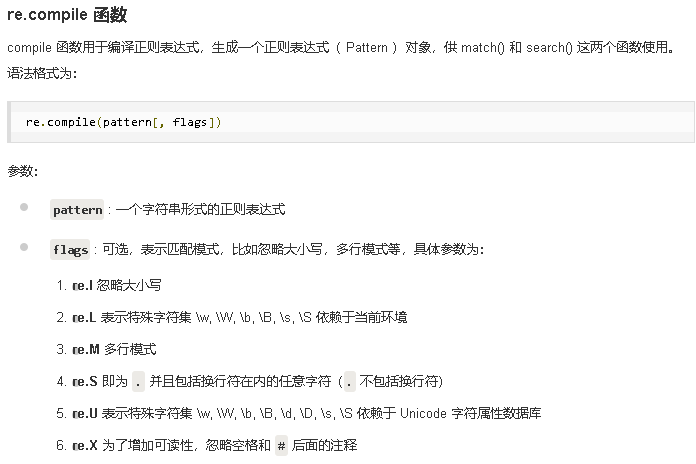 re.compile 函数
compile 函数用于编译正则表达式，生成一个正则表达式（ Pattern ）对象，供 match() 和 search() 这两个函数使用。
语法格式为：
re.compile(pattern[, flags])
参数：
pattern : 一个字符串形式的正则表达式
flags : 可选，表示匹配模式，比如忽略大小写，多行模式等，具体参数为：
1. re.I 忽略大小写
2. re.L 表示特殊字符集 \w, \W, \b, \B, \s, \S 依赖于当前环境
3. re.M 多行模式
4. re.S 即为 . 并且包括换行符在内的任意字符（. 不包括换行符）
5. re.U 表示特殊字符集 \w, \W, \b, \B, \d, \D, \s, \S 依赖于 Unicode 字符属性数据库
6. re.X 为了增加可读性，忽略空格和 # 后面的注释